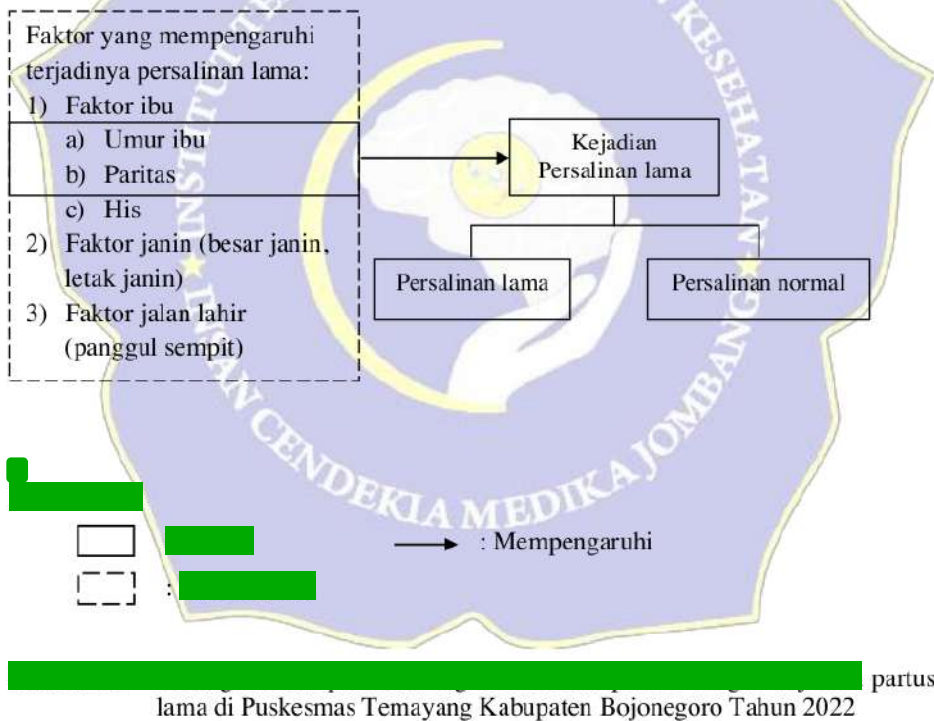 Faktor yang mempengaruhi
terjadinya persalinan lama:
1) Faktor ibu
a) Umur ibu
b) Paritas
c) His
2) Faktor janin (besar janin,
letak janin)
3) Faktor jalan lahir
(panggul sempit)
Kejadian
Persalinan lama
Persalinan lama
Persalinan normal
INSTITUT
KESEHATAN
INSAN CENDEKIA MEDIKA JOMBANG
: Mempengaruhi
:
partus
lama di Puskesmas Temayang Kabupaten Bojonegoro Tahun 2022